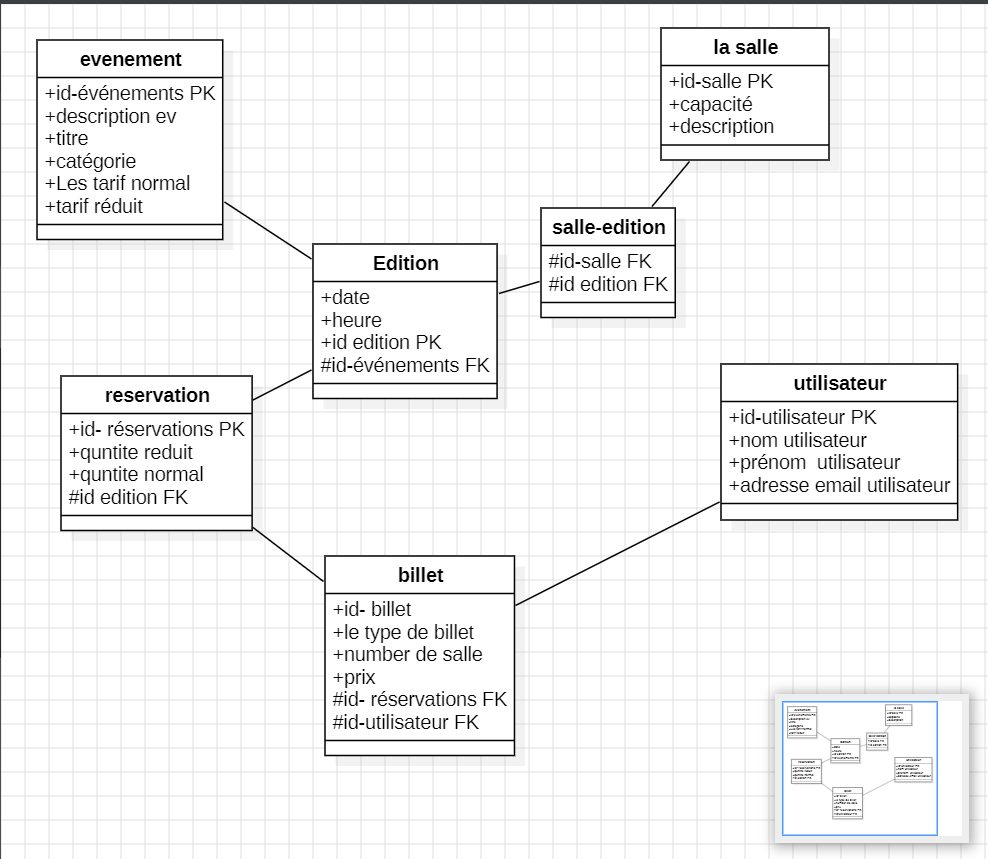 evenement
+id-événements PK
+description ev
+titre
+catégorie
+Les tarif normal
+tarif réduit
la salle
+id-salle PK
+capacité
+description
salle-edition
#id-salle FK
#id edition FK
Edition
+date
+heure
+id edition PK
#id-événements FK
reservation
+id- réservations PK
+quntite reduit
+quntite normal
#id edition FK
utilisateur
+id-utilisateur PK
+nom utilisateur
+prénom  utilisateur
+adresse email utilisateur
billet
+id- billet
+le type de billet
+number de salle
+prix
#id- réservations FK
#id-utilisateur FK